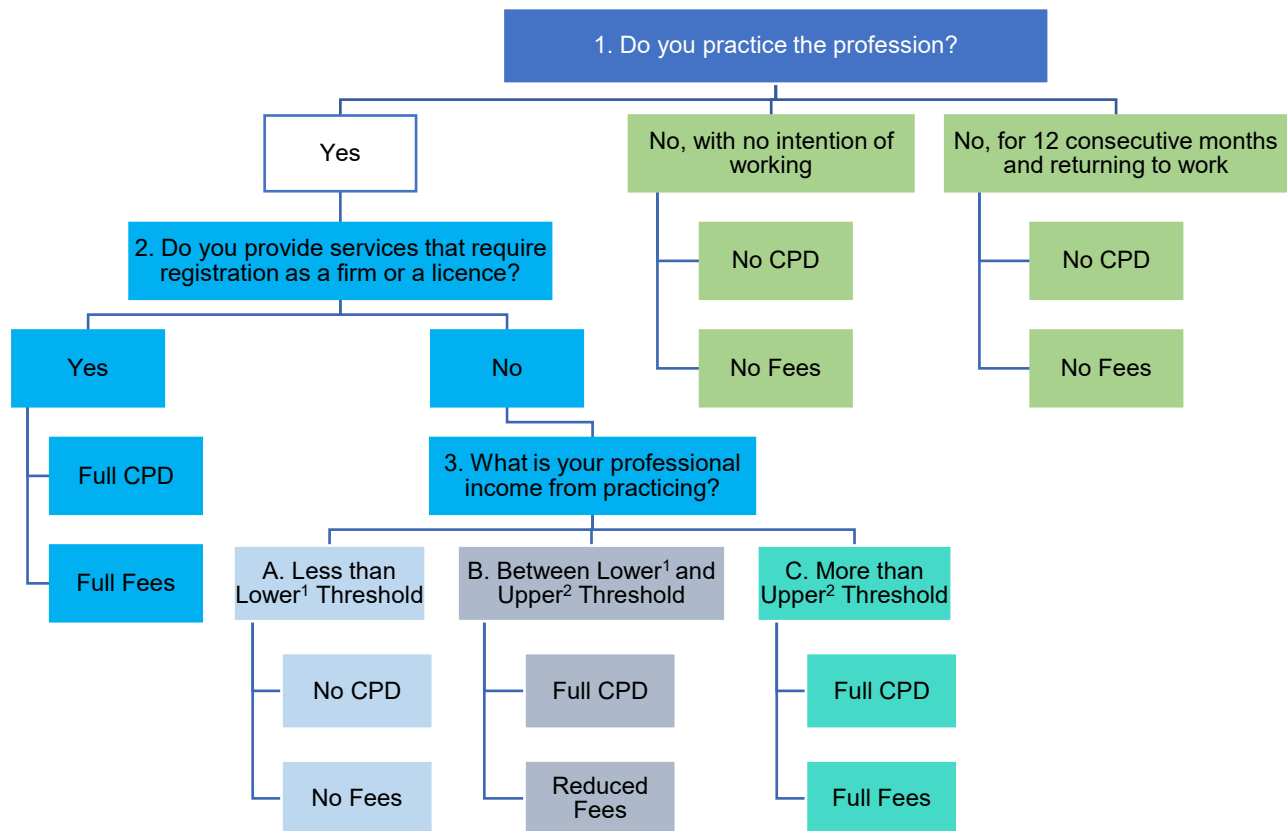 1. Do you practice the profession?
Yes
No, with no intention of
working
No, for 12 consecutive months
and returning to work
2. Do you provide services that require
registration as a firm or a licence?
No CPD
No CPD
Yes
No
No Fees
No Fees
Full CPD
3. What is your professional
income from practicing?
Full Fees
A. Less than
Lower¹ Threshold
B. Between Lower¹ and
Upper² Threshold
C. More than
Upper² Threshold
No CPD
Full CPD
Full CPD
No Fees
Reduced
Fees
Full Fees